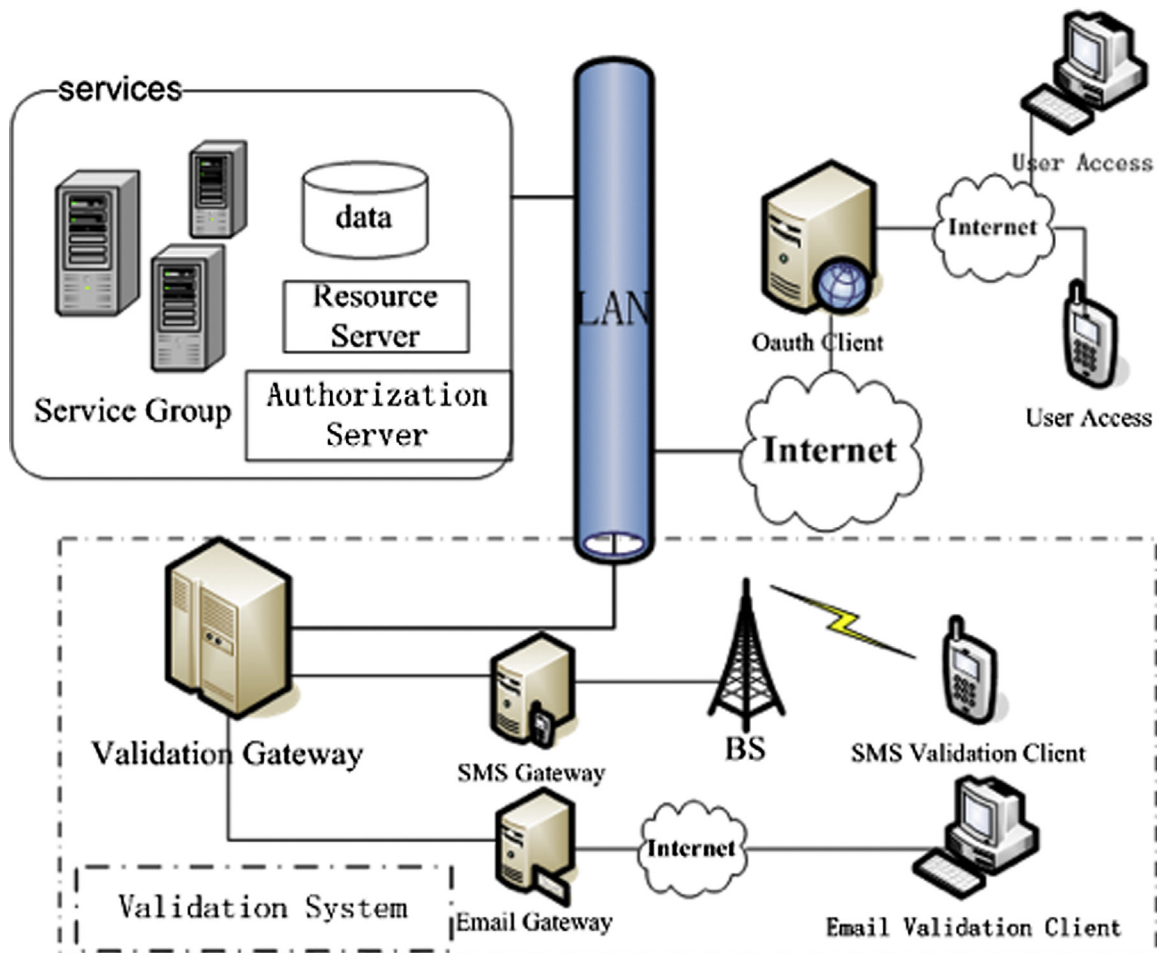 services
data
Resource
Server
Service Group
Authorization
Server
LAN
User Access
Internet
Oauth Client
User Access
Internet
Validation Gateway
SMS Gateway
BS
SMS Validation Client
Internet
Validation System
Email Gateway
Email Validation Client